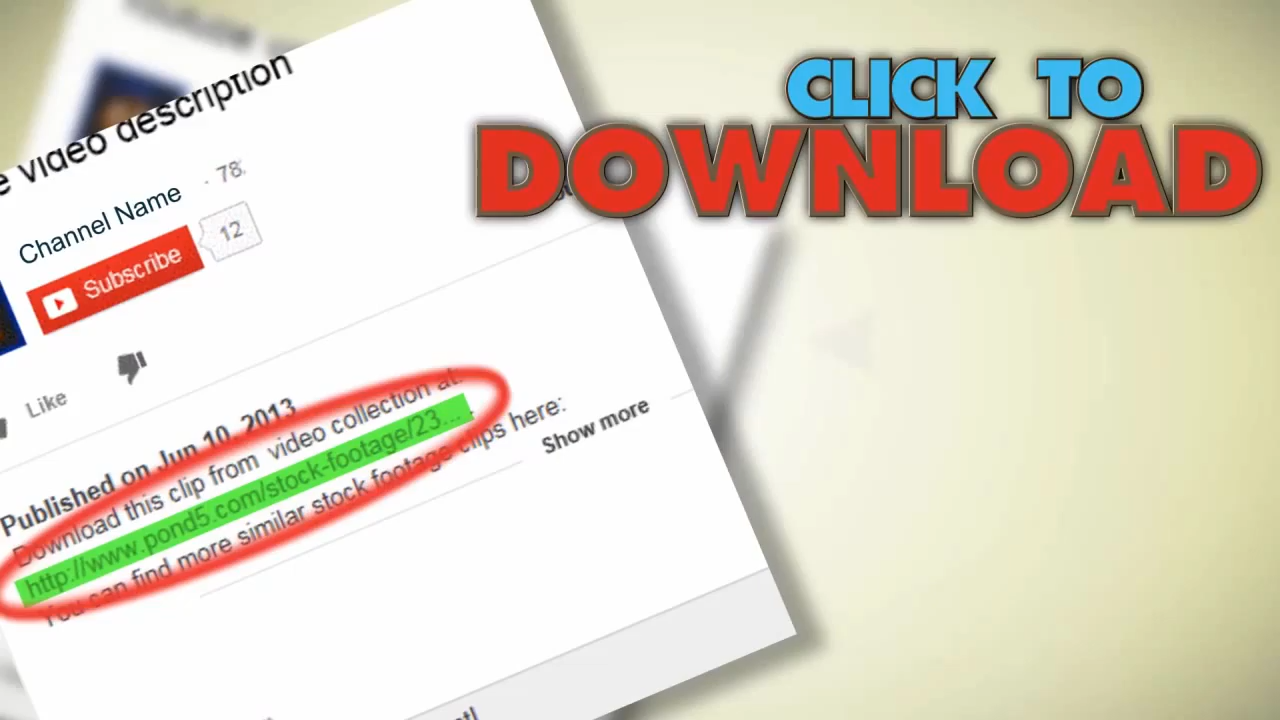 CLICK TO
DOWNLOAD
video description
Channel Name
78
Subscribe
12
Like
Published on Jun 10, 2013
Download this clip from video collection at:
http://www.pond5.com/stock-footage/23...
You can find more similar stock footage clips here:
Show more